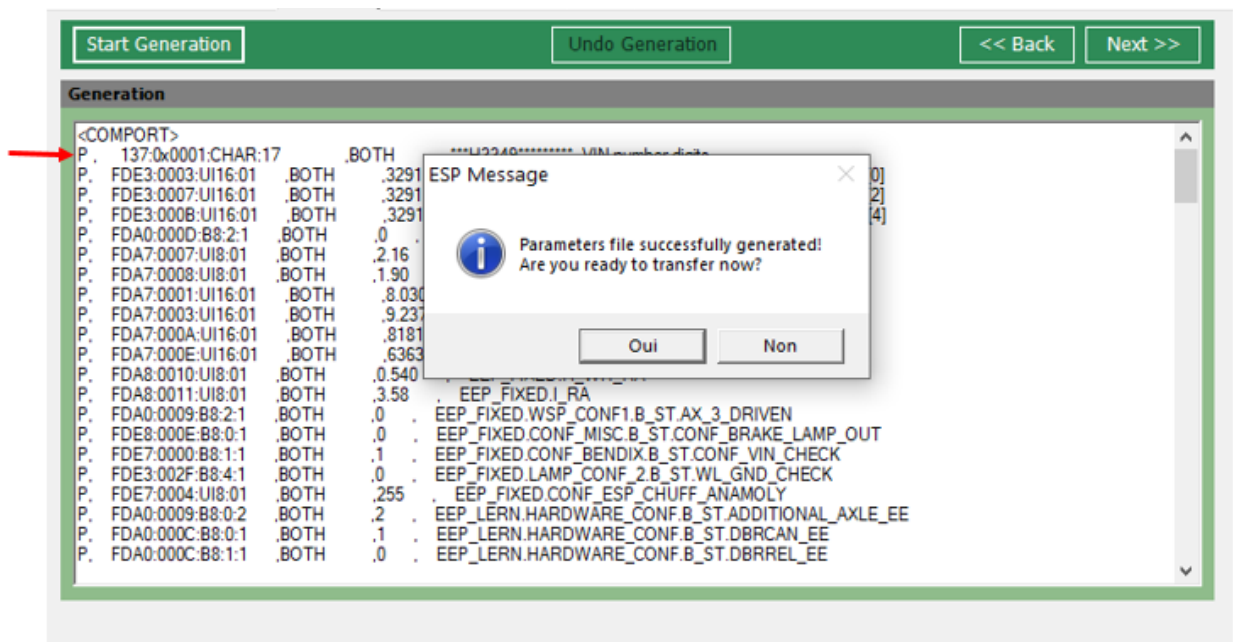 Start Generation
Undo Generation
<< Back
Next >>
Generation
<COMPORT>
P , 137:0x0001:CHAR:17 ,BOTH ***H2249********* VIN number digits
P, FDE3:0003:UI16:01 ,BOTH ,3291 [0]
P, FDE3:0007:UI16:01 ,BOTH ,3291 [2]
P, FDE3:000B:UI16:01 ,BOTH ,3291 [4]
P, FDA0:000D:B8:2:1 ,BOTH ,0 ,
P, FDA7:0007:UI8:01 ,BOTH ,2.16
P, FDA7:0008:UI8:01 ,BOTH ,1.90
P, FDA7:0001:UI16:01 ,BOTH ,8.030
P, FDA7:0003:UI16:01 ,BOTH ,9.237
P, FDA7:000A:UI16:01 ,BOTH ,8181
P, FDA7:000E:UI16:01 ,BOTH ,6363
P, FDA8:0010:UI8:01 ,BOTH ,0.540
P, FDA8:0011:UI8:01 ,BOTH ,3.58 , EEP_FIXED.I_RA
P, FDA0:0009:B8:2:1 ,BOTH ,0 , EEP_FIXED.WSP_CONF1.B_ST.AX_3_DRIVEN
P, FDE8:000E:B8:0:1 ,BOTH ,0 , EEP_FIXED.CONF_MISC.B_ST.CONF_BRAKE_LAMP_OUT
P, FDE7:0000:B8:1:1 ,BOTH ,1 , EEP_FIXED.CONF_BENDIX.B_ST.CONF_VIN_CHECK
P, FDE3:002F:B8:4:1 ,BOTH ,0 , EEP_FIXED.LAMP_CONF_2.B_ST.WL_GND_CHECK
P, FDE7:0004:UI8:01 ,BOTH ,255 , EEP_FIXED.CONF_ESP_CHUFF_ANAMOLY
P, FDA0:0009:B8:0:2 ,BOTH ,2 , EEP_LERN.HARDWARE_CONF.B_ST.ADDITIONAL_AXLE_EE
P, FDA0:000C:B8:0:1 ,BOTH ,1 , EEP_LERN.HARDWARE_CONF.B_ST.DBRCAN_EE
P, FDA0:000C:B8:1:1 ,BOTH ,0 , EEP_LERN.HARDWARE_CONF.B_ST.DBRREL_EE
ESP Message
Parameters file successfully generated!
Are you ready to transfer now?
Oui
Non